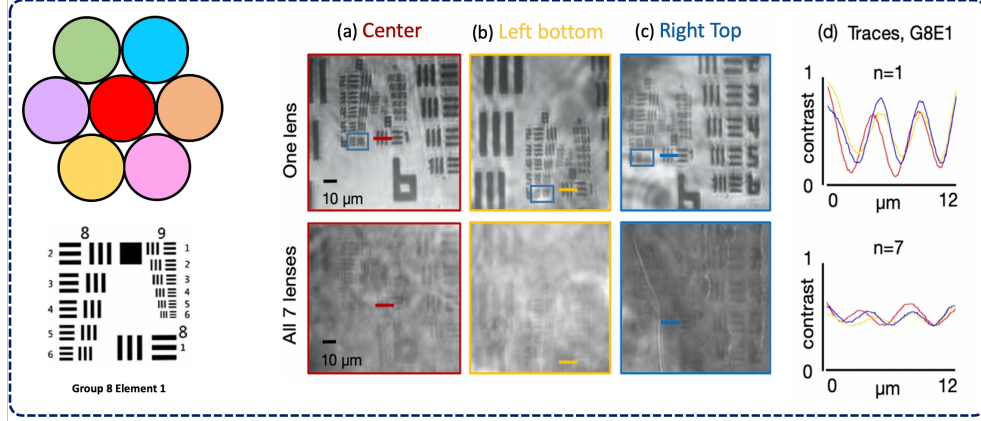 (a) Center
(b) Left bottom
(c) Right Top
(d) Traces, G8E1
One lens
10 µm
All 7 lenses
10 µm
8
9
2
3
4
5
6
1
2
3
4
5
6
8
1
Group 8 Element 1
n=1
1
contrast
0
0
µm
12
n=7
1
contrast
0
0
µm
12